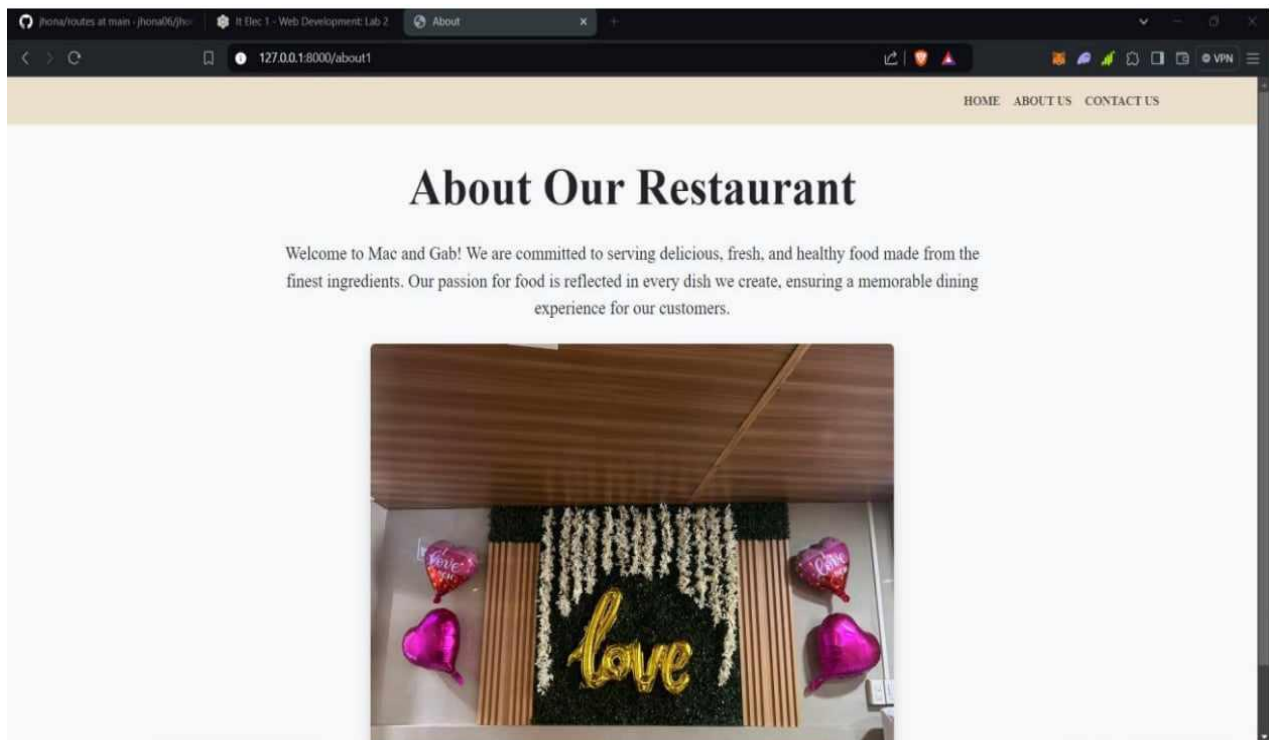 jhona/routes at main · jhona06/jho
It Elec 1 - Web Development: Lab 2
About
127.0.0.1:8000/about1
VPN
HOME ABOUT US CONTACT US
About Our Restaurant
Welcome to Mac and Gab! We are committed to serving delicious, fresh, and healthy food made from the
finest ingredients. Our passion for food is reflected in every dish we create, ensuring a memorable dining
experience for our customers.
Love
Love
love